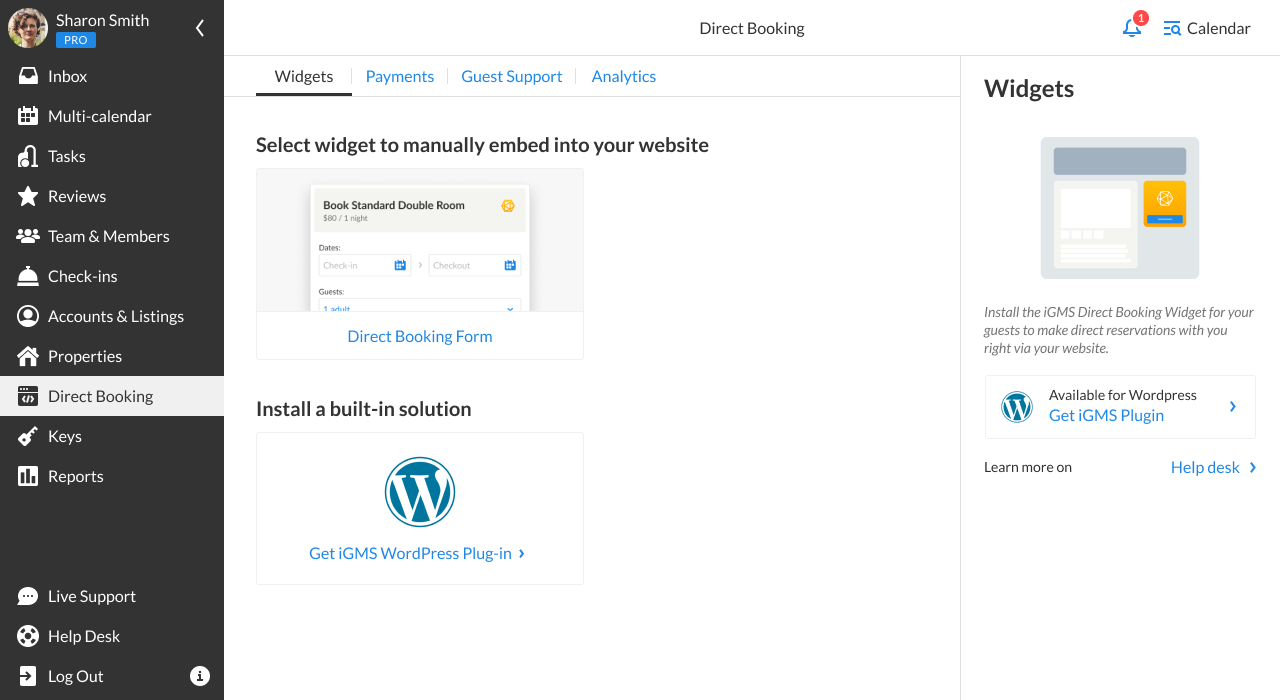 Sharon Smith
PRO
Inbox
Multi-calendar
Tasks
Reviews
Team & Members
Check-ins
Accounts & Listings
Properties
Direct Booking
Keys
Reports
Live Support
Help Desk
Log Out
Direct Booking
1
Calendar
Widgets
Payments
Guest Support
Analytics
Select widget to manually embed into your website
Book Standard Double Room
$80 / 1 night
Dates:
Check-in
Checkout
Guests:
1 adult
Direct Booking Form
Install a built-in solution
Get iGMS WordPress Plug-in
Widgets
Install the iGMS Direct Booking Widget for your
guests to make direct reservations with you
right via your website.
Available for Wordpress
Get iGMS Plugin
Learn more on
Help desk